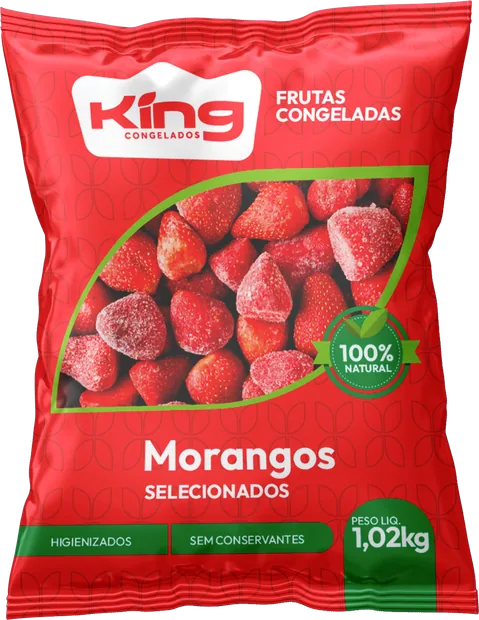 King
CONGELADOS
FRUTAS
CONGELADAS
100%
NATURAL
Morangos
SELECIONADOS
HIGIENIZADOS
SEM CONSERVANTES
PESO LIQ.
1,02kg